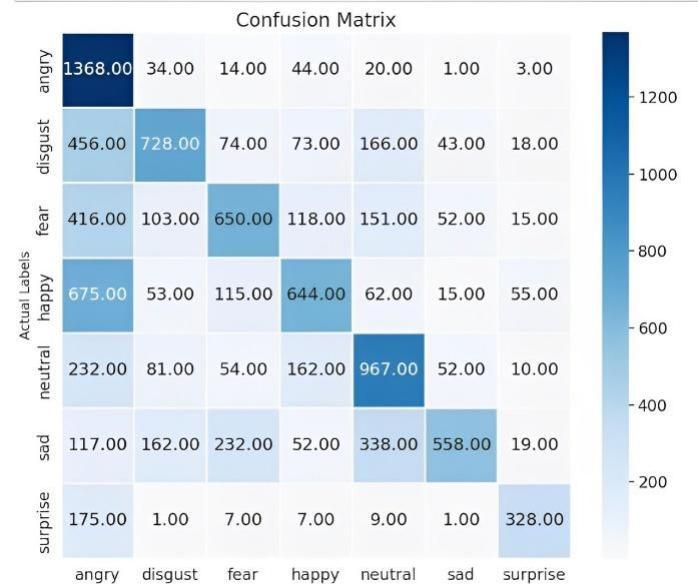 Confusion Matrix
Actual Labels
angry 1368.00 34.00 14.00 44.00 20.00 1.00 3.00
disgust 456.00 728.00 74.00 73.00 166.00 43.00 18.00
fear 416.00 103.00 650.00 118.00 151.00 52.00 15.00
happy 675.00 53.00 115.00 644.00 62.00 15.00 55.00
neutral 232.00 81.00 54.00 162.00 967.00 52.00 10.00
sad 117.00 162.00 232.00 52.00 338.00 558.00 19.00
surprise 175.00 1.00 7.00 7.00 9.00 1.00 328.00
angry disgust fear happy neutral sad surprise
1200
1000
800
600
400
200